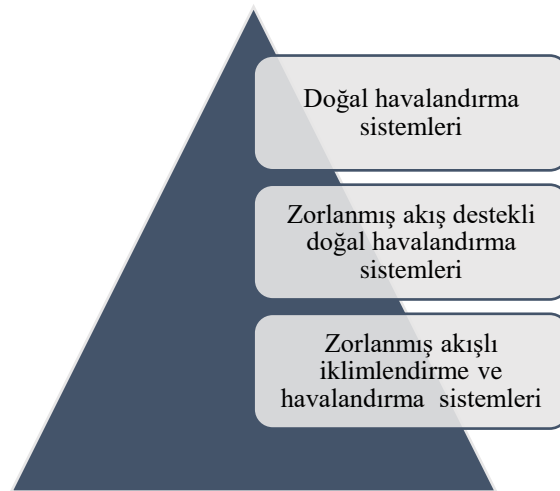 Doğal havalandırma
sistemleri
Zorlanmış akış destekli
doğal havalandırma
sistemleri
Zorlanmış akışlı
iklimlendirme ve
havalandırma  sistemleri